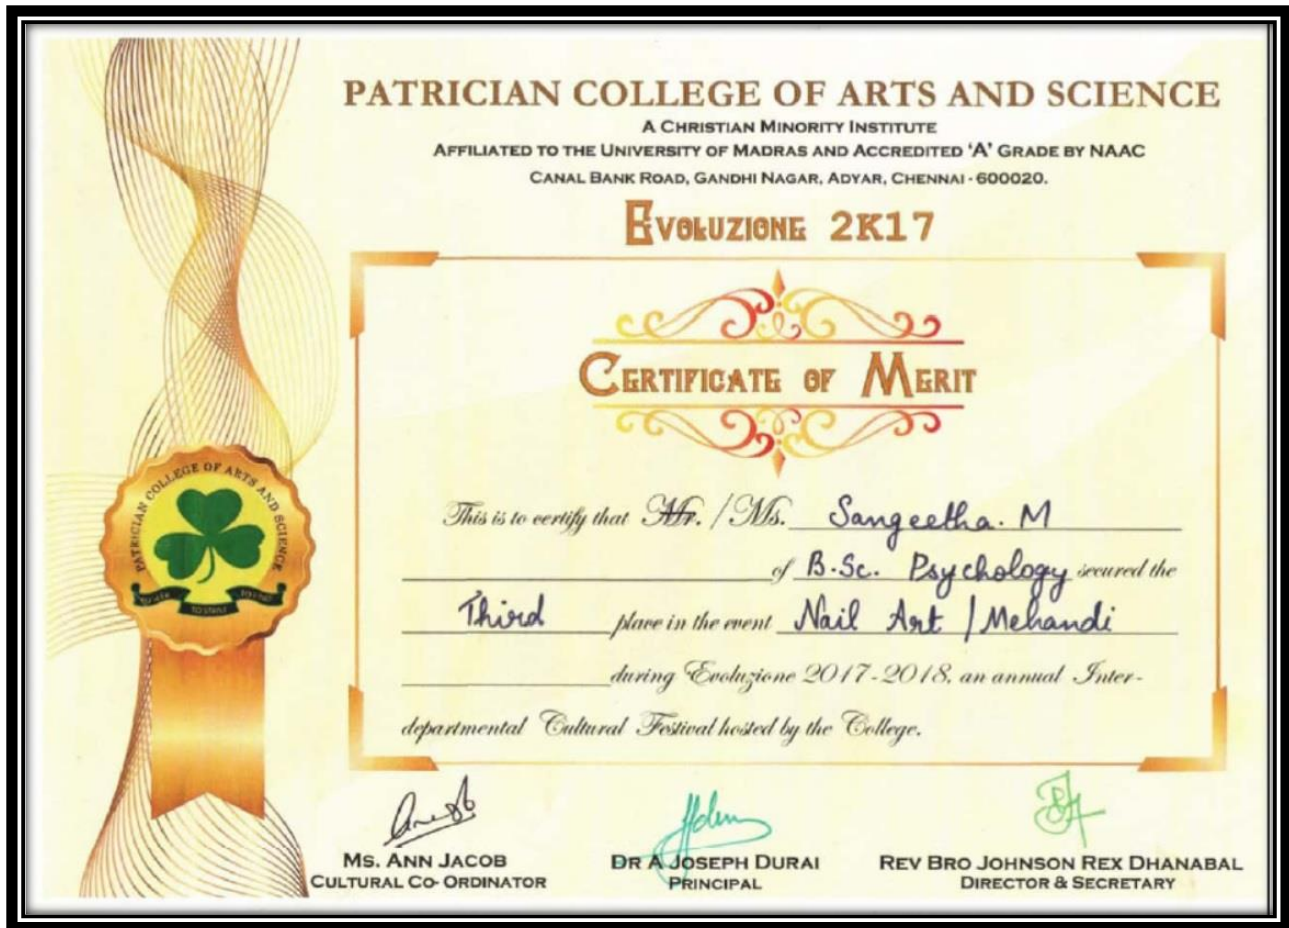 PATRICIAN COLLEGE OF ARTS AND SCIENCE
A CHRISTIAN MINORITY INSTITUTE
AFFILIATED TO THE UNIVERSITY OF MADRAS AND ACCREDITED 'A' GRADE BY NAAC
CANAL BANK ROAD, GANDHI NAGAR, ADYAR, CHENNAI - 600020.
EVOLUZIONE 2K17
CERTIFICATE OF MERIT
This is to certify that Mr. / Ms. Sangeetha. M
of B.Sc. Psychology secured the
Third place in the event Nail Art / Mehandi
during Evoluzione 2017-2018, an annual Inter-
departmental Cultural Festival hosted by the College.
PATRICIAN COLLEGE OF ARTS AND SCIENCE
MS. ANN JACOB
CULTURAL CO-ORDINATOR
DR A JOSEPH DURAI
PRINCIPAL
REV BRO JOHNSON REX DHANABAL
DIRECTOR & SECRETARY